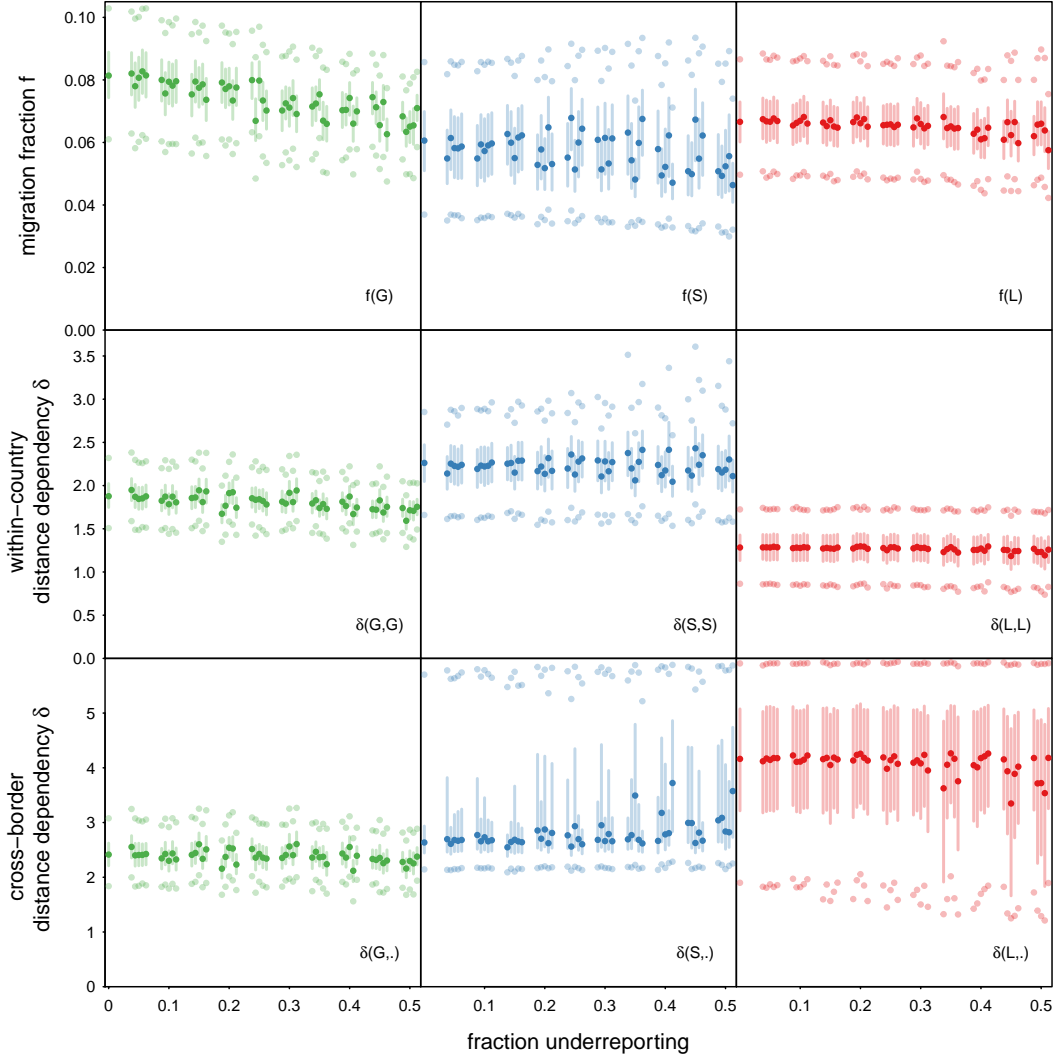 migration fraction f
0.10
0.08
0.06
0.04
0.02
0.00
f(G)
f(S)
f(L)
within−country
distance dependency δ
3.5
3.0
2.5
2.0
1.5
1.0
0.5
0.0
δ(G,G)
δ(S,S)
δ(L,L)
cross−border
distance dependency δ
5
4
3
2
1
0
δ(G,.)
δ(S,.)
δ(L,.)
0 0.1 0.2 0.3 0.4 0.5 0.1 0.2 0.3 0.4 0.5 0.1 0.2 0.3 0.4 0.5
fraction underreporting